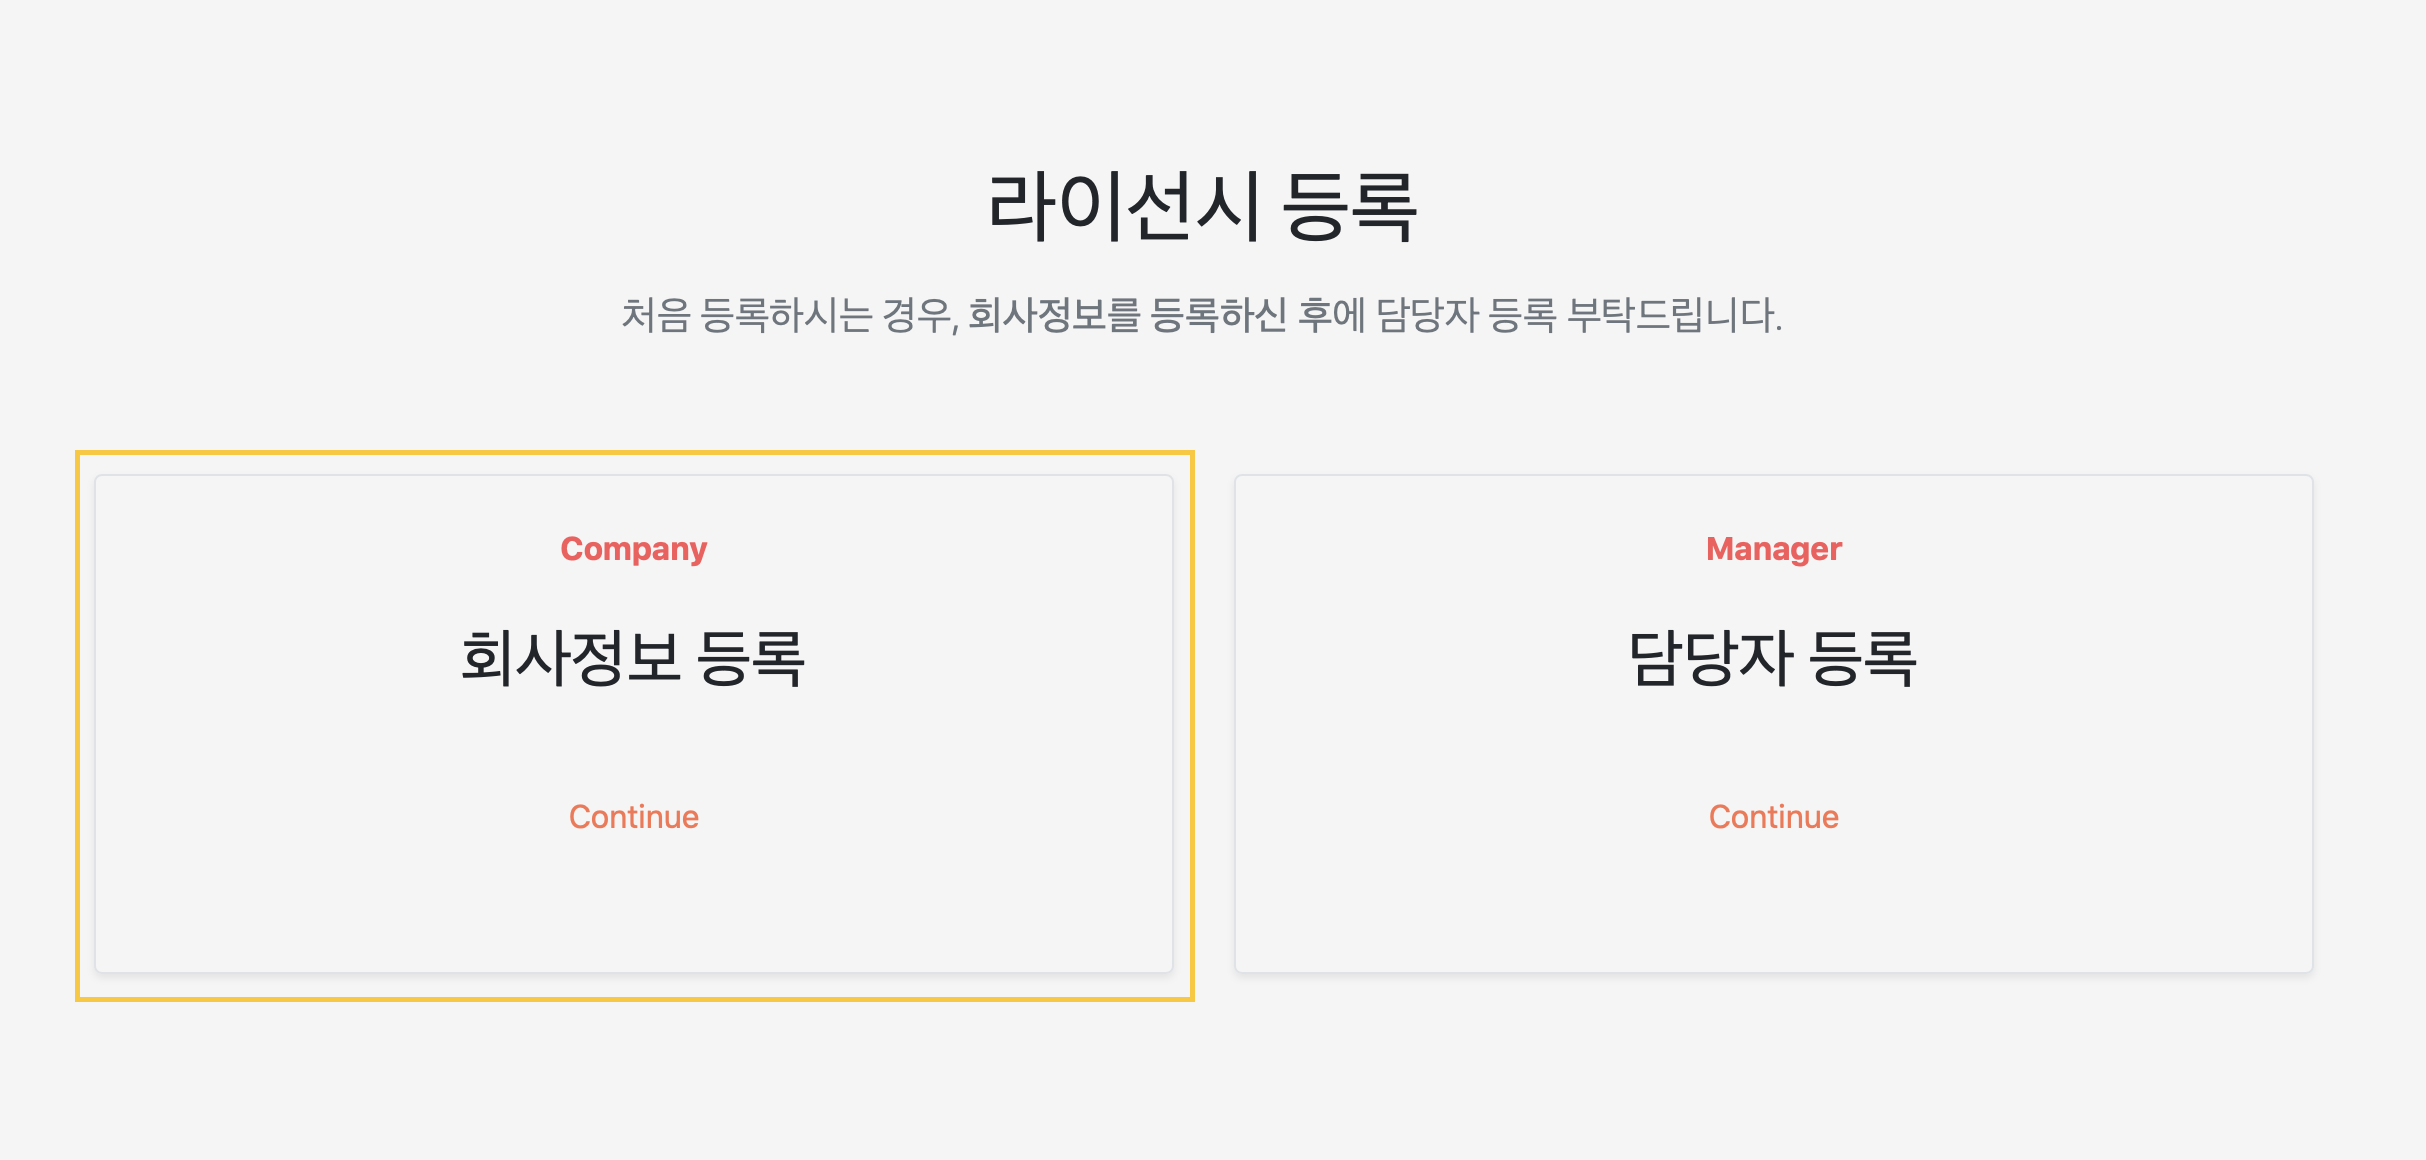 라이선시 등록
처음 등록하시는 경우, 회사정보를 등록하신 후에 담당자 등록 부탁드립니다.
Company
회사정보 등록
Continue
Manager
담당자 등록
Continue